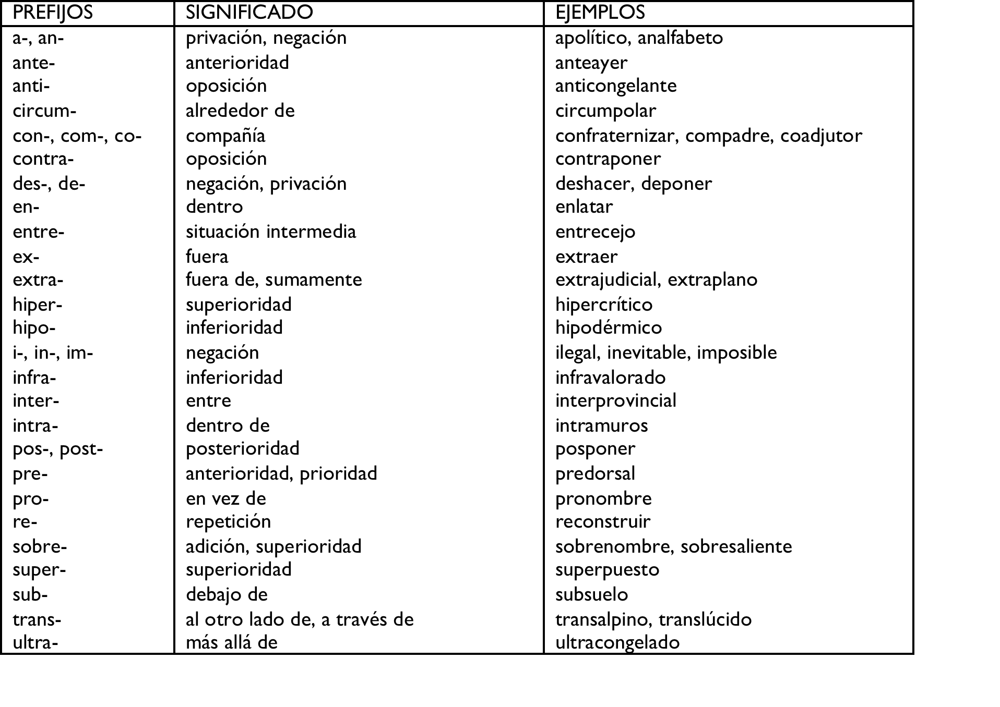 PREFIJOS SIGNIFICADO EJEMPLOS
a-, an- privación, negación apolítico, analfabeto
ante- anterioridad anteayer
anti- oposición anticongelante
circum- alrededor de circumpolar
con-, com-, co- compañía confraternizar, compadre, coadjutor
contra- oposición contraponer
des-, de- negación, privación deshacer, deponer
en- dentro enlatar
entre- situación intermedia entrecejo
ex- fuera extraer
extra- fuera de, sumamente extrajudicial, extraplano
hiper- superioridad hipercrítico
hipo- inferioridad hipodérmico
i-, in-, im- negación ilegal, inevitable, imposible
infra- inferioridad infravalorado
inter- entre interprovincial
intra- dentro de intramuros
pos-, post- posterioridad posponer
pre- anterioridad, prioridad predorsal
pro- en vez de pronombre
re- repetición reconstruir
sobre- adición, superioridad sobrenombre, sobresaliente
super- superioridad superpuesto
sub- debajo de subsuelo
trans- al otro lado de, a través de transalpino, translúcido
ultra- más allá de ultracongelado